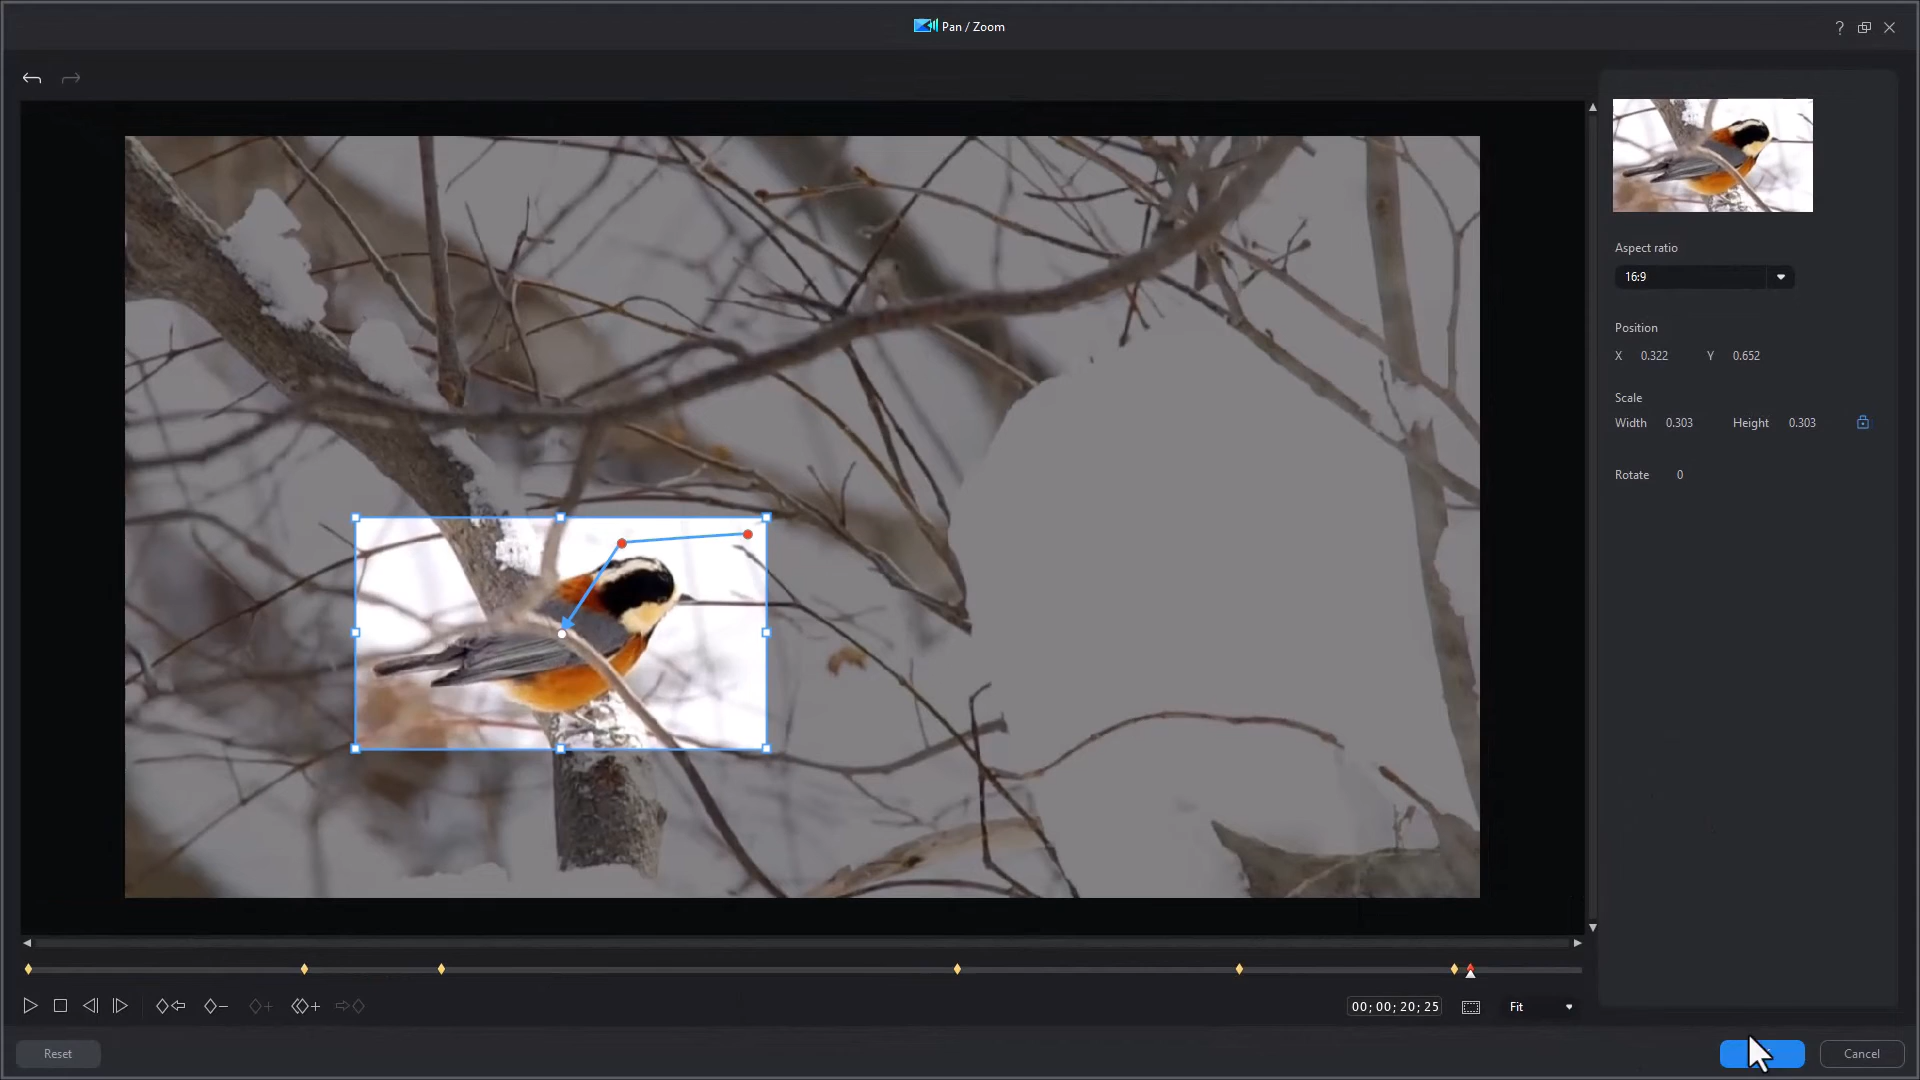 Pan / Zoom
?
Aspect ratio
16:9
Position
X 0.322 Y 0.652
Scale
Width 0.303 Height 0.303
Rotate 0
00; 00; 20; 25
Fit
Reset
Cancel